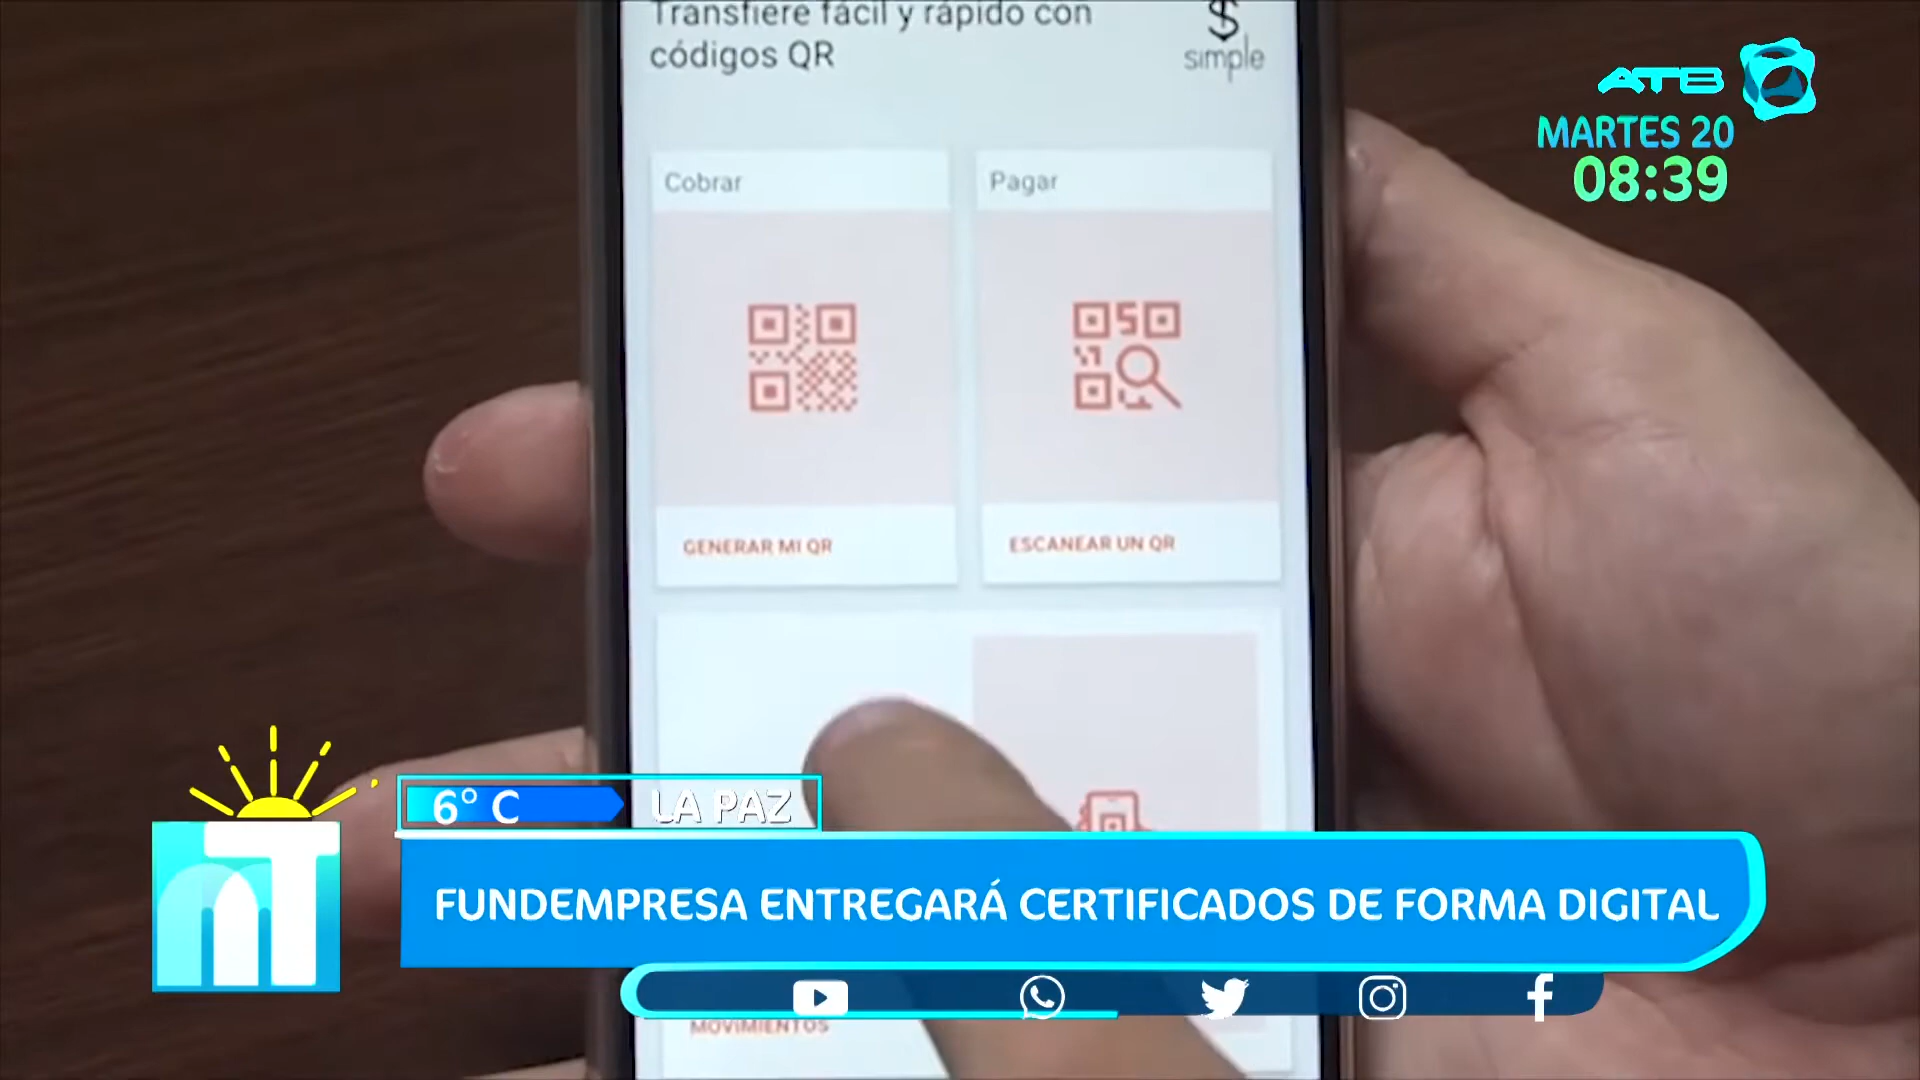 Transfiere fácil y rápido con
códigos QR
simple
ATB
MARTES 20
08:39
Cobrar
Pagar
GENERAR MI QR
ESCANEAR UN QR
6° C
LA PAZ
FUNDEMPRESA ENTREGARÁ CERTIFICADOS DE FORMA DIGITAL
MOVIMIENTOS